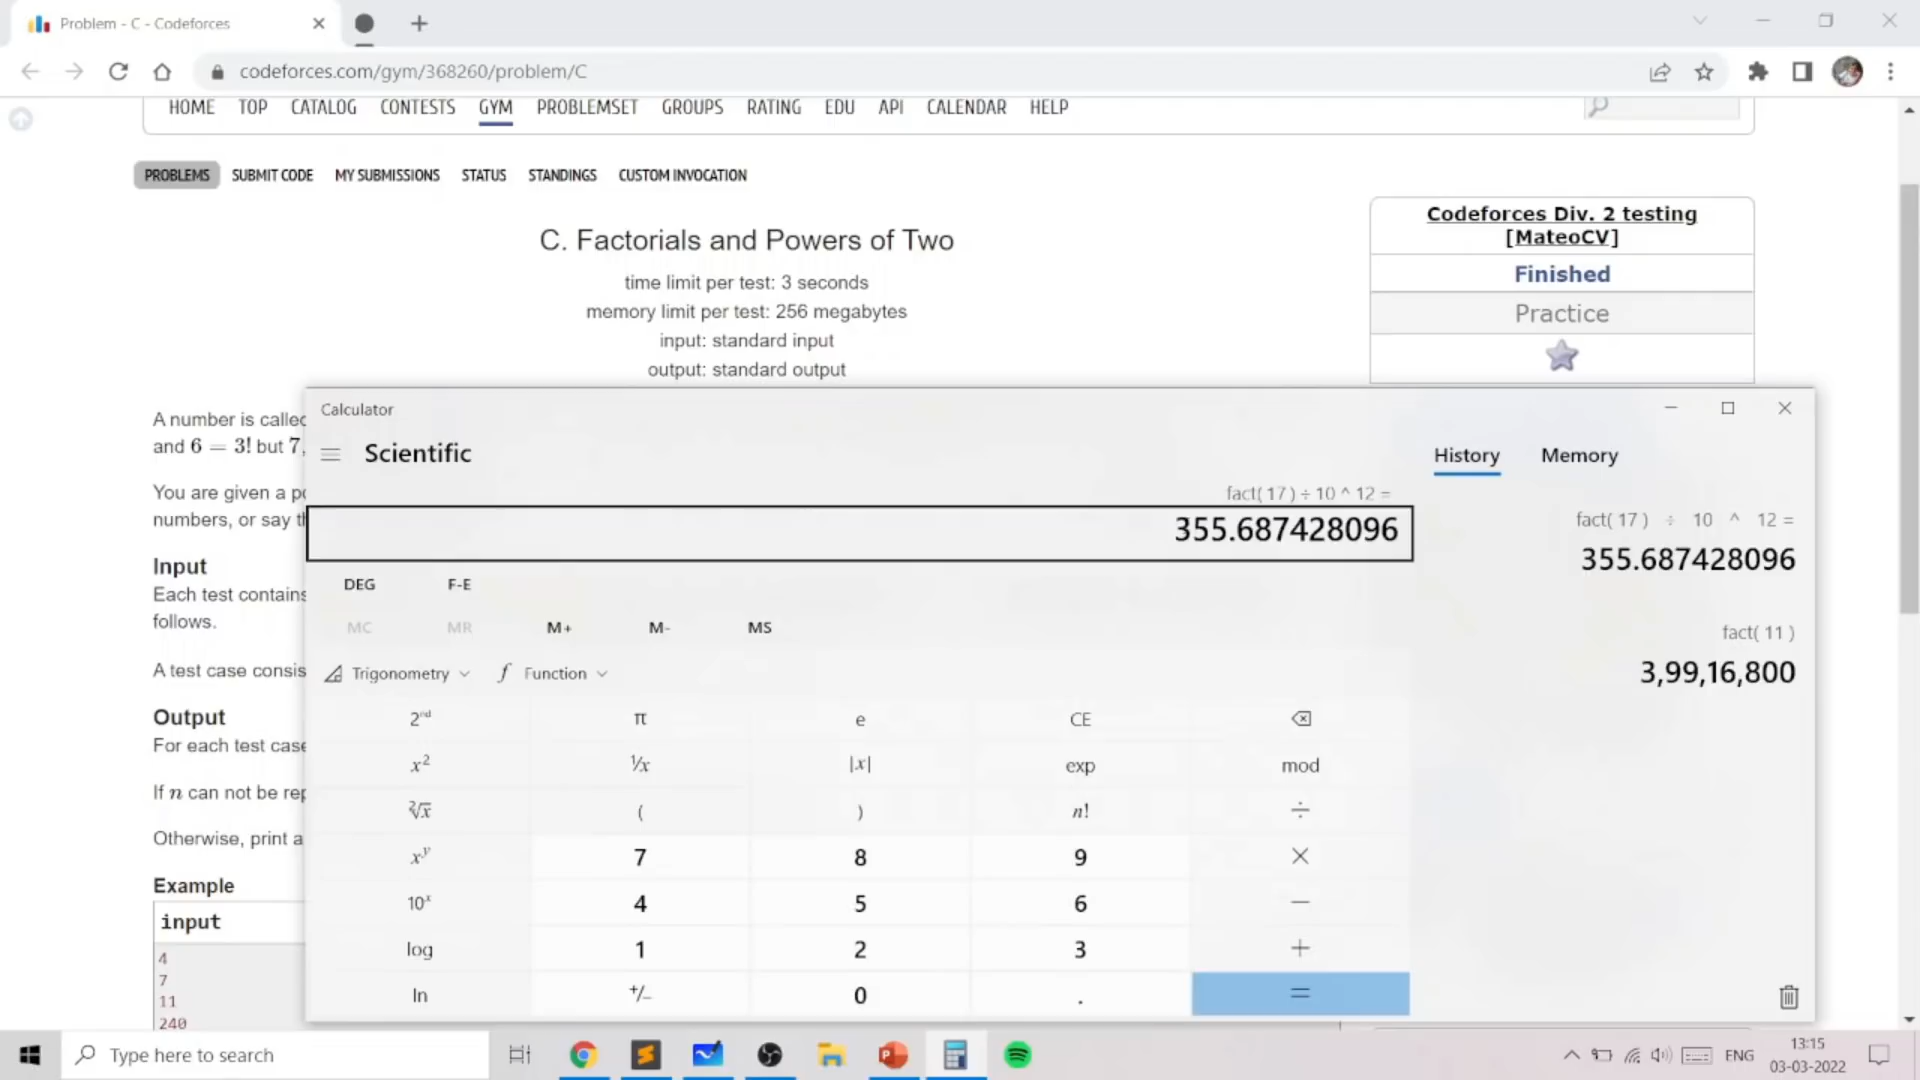 Problem - C - Codeforces
codeforces.com/gym/368260/problem/C
HOME TOP CATALOG CONTESTS GYM PROBLEMSET GROUPS RATING EDU API CALENDAR HELP
PROBLEMS SUBMIT CODE MY SUBMISSIONS STATUS STANDINGS CUSTOM INVOCATION
C. Factorials and Powers of Two
time limit per test: 3 seconds
memory limit per test: 256 megabytes
input: standard input
output: standard output
Codeforces Div. 2 testing
[MateoCV]
Finished
Practice
A number is called
and 6 = 3! but 7,
You are given a po
numbers, or say th
Input
Each test contains
follows.
A test case consis
Output
For each test case
If n can not be rep
Otherwise, print a
Example
input
4
7
11
240
Calculator
Scientific
fact( 17 ) ÷ 10 ^ 12 =
355.687428096
DEG F-E
MC MR M+ M- MS
Trigonometry f Function
2ⁿᵈ π e CE
x² ¹/x |x| exp mod
²√x ( ) n! ÷
xʸ 7 8 9 ×
10ˣ 4 5 6 −
log 1 2 3 +
ln +/− 0 . =
History Memory
fact( 17 ) ÷ 10 ^ 12 =
355.687428096
fact( 11 )
3,99,16,800
Type here to search
ENG
13:15
03-03-2022